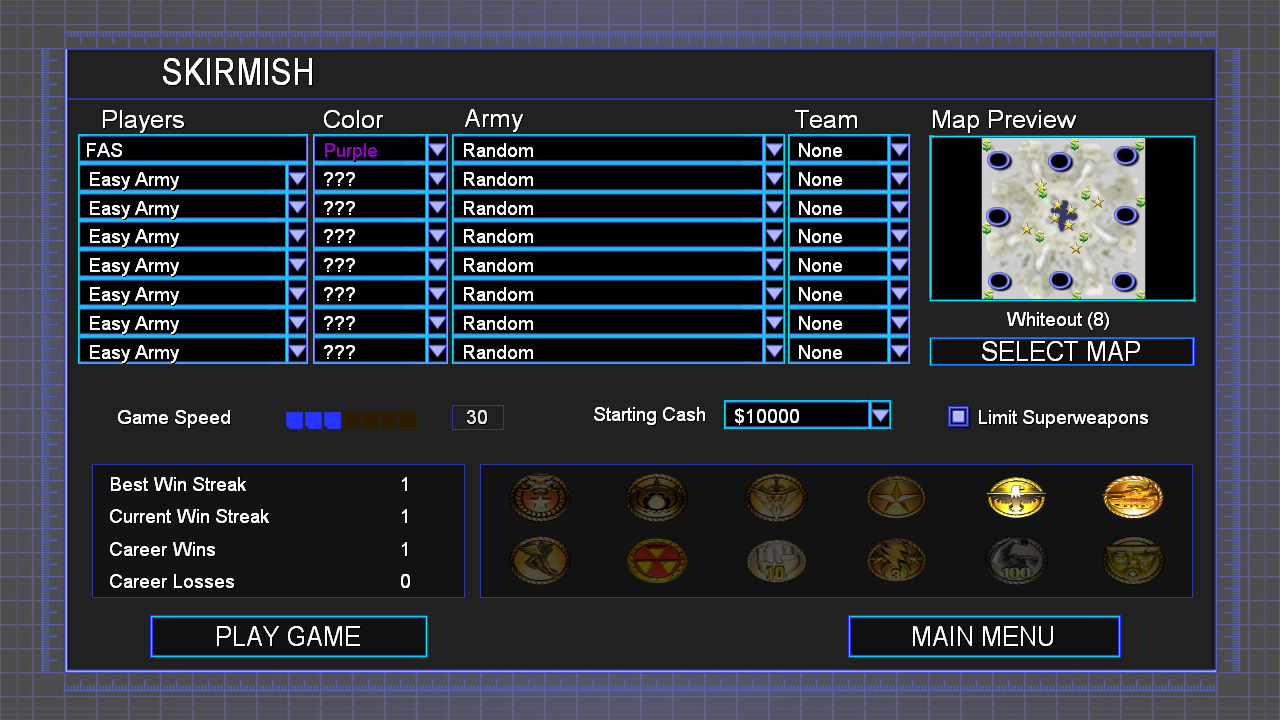 SKIRMISH
Players Color Army Team Map Preview
FAS Purple Random None
Easy Army ??? Random None
Easy Army ??? Random None
Easy Army ??? Random None
Easy Army ??? Random None
Easy Army ??? Random None
Easy Army ??? Random None
Easy Army ??? Random None
Whiteout (8)
SELECT MAP
Game Speed 30 Starting Cash $10000 Limit Superweapons
Best Win Streak 1
Current Win Streak 1
Career Wins 1
Career Losses 0
10 3 100
PLAY GAME MAIN MENU